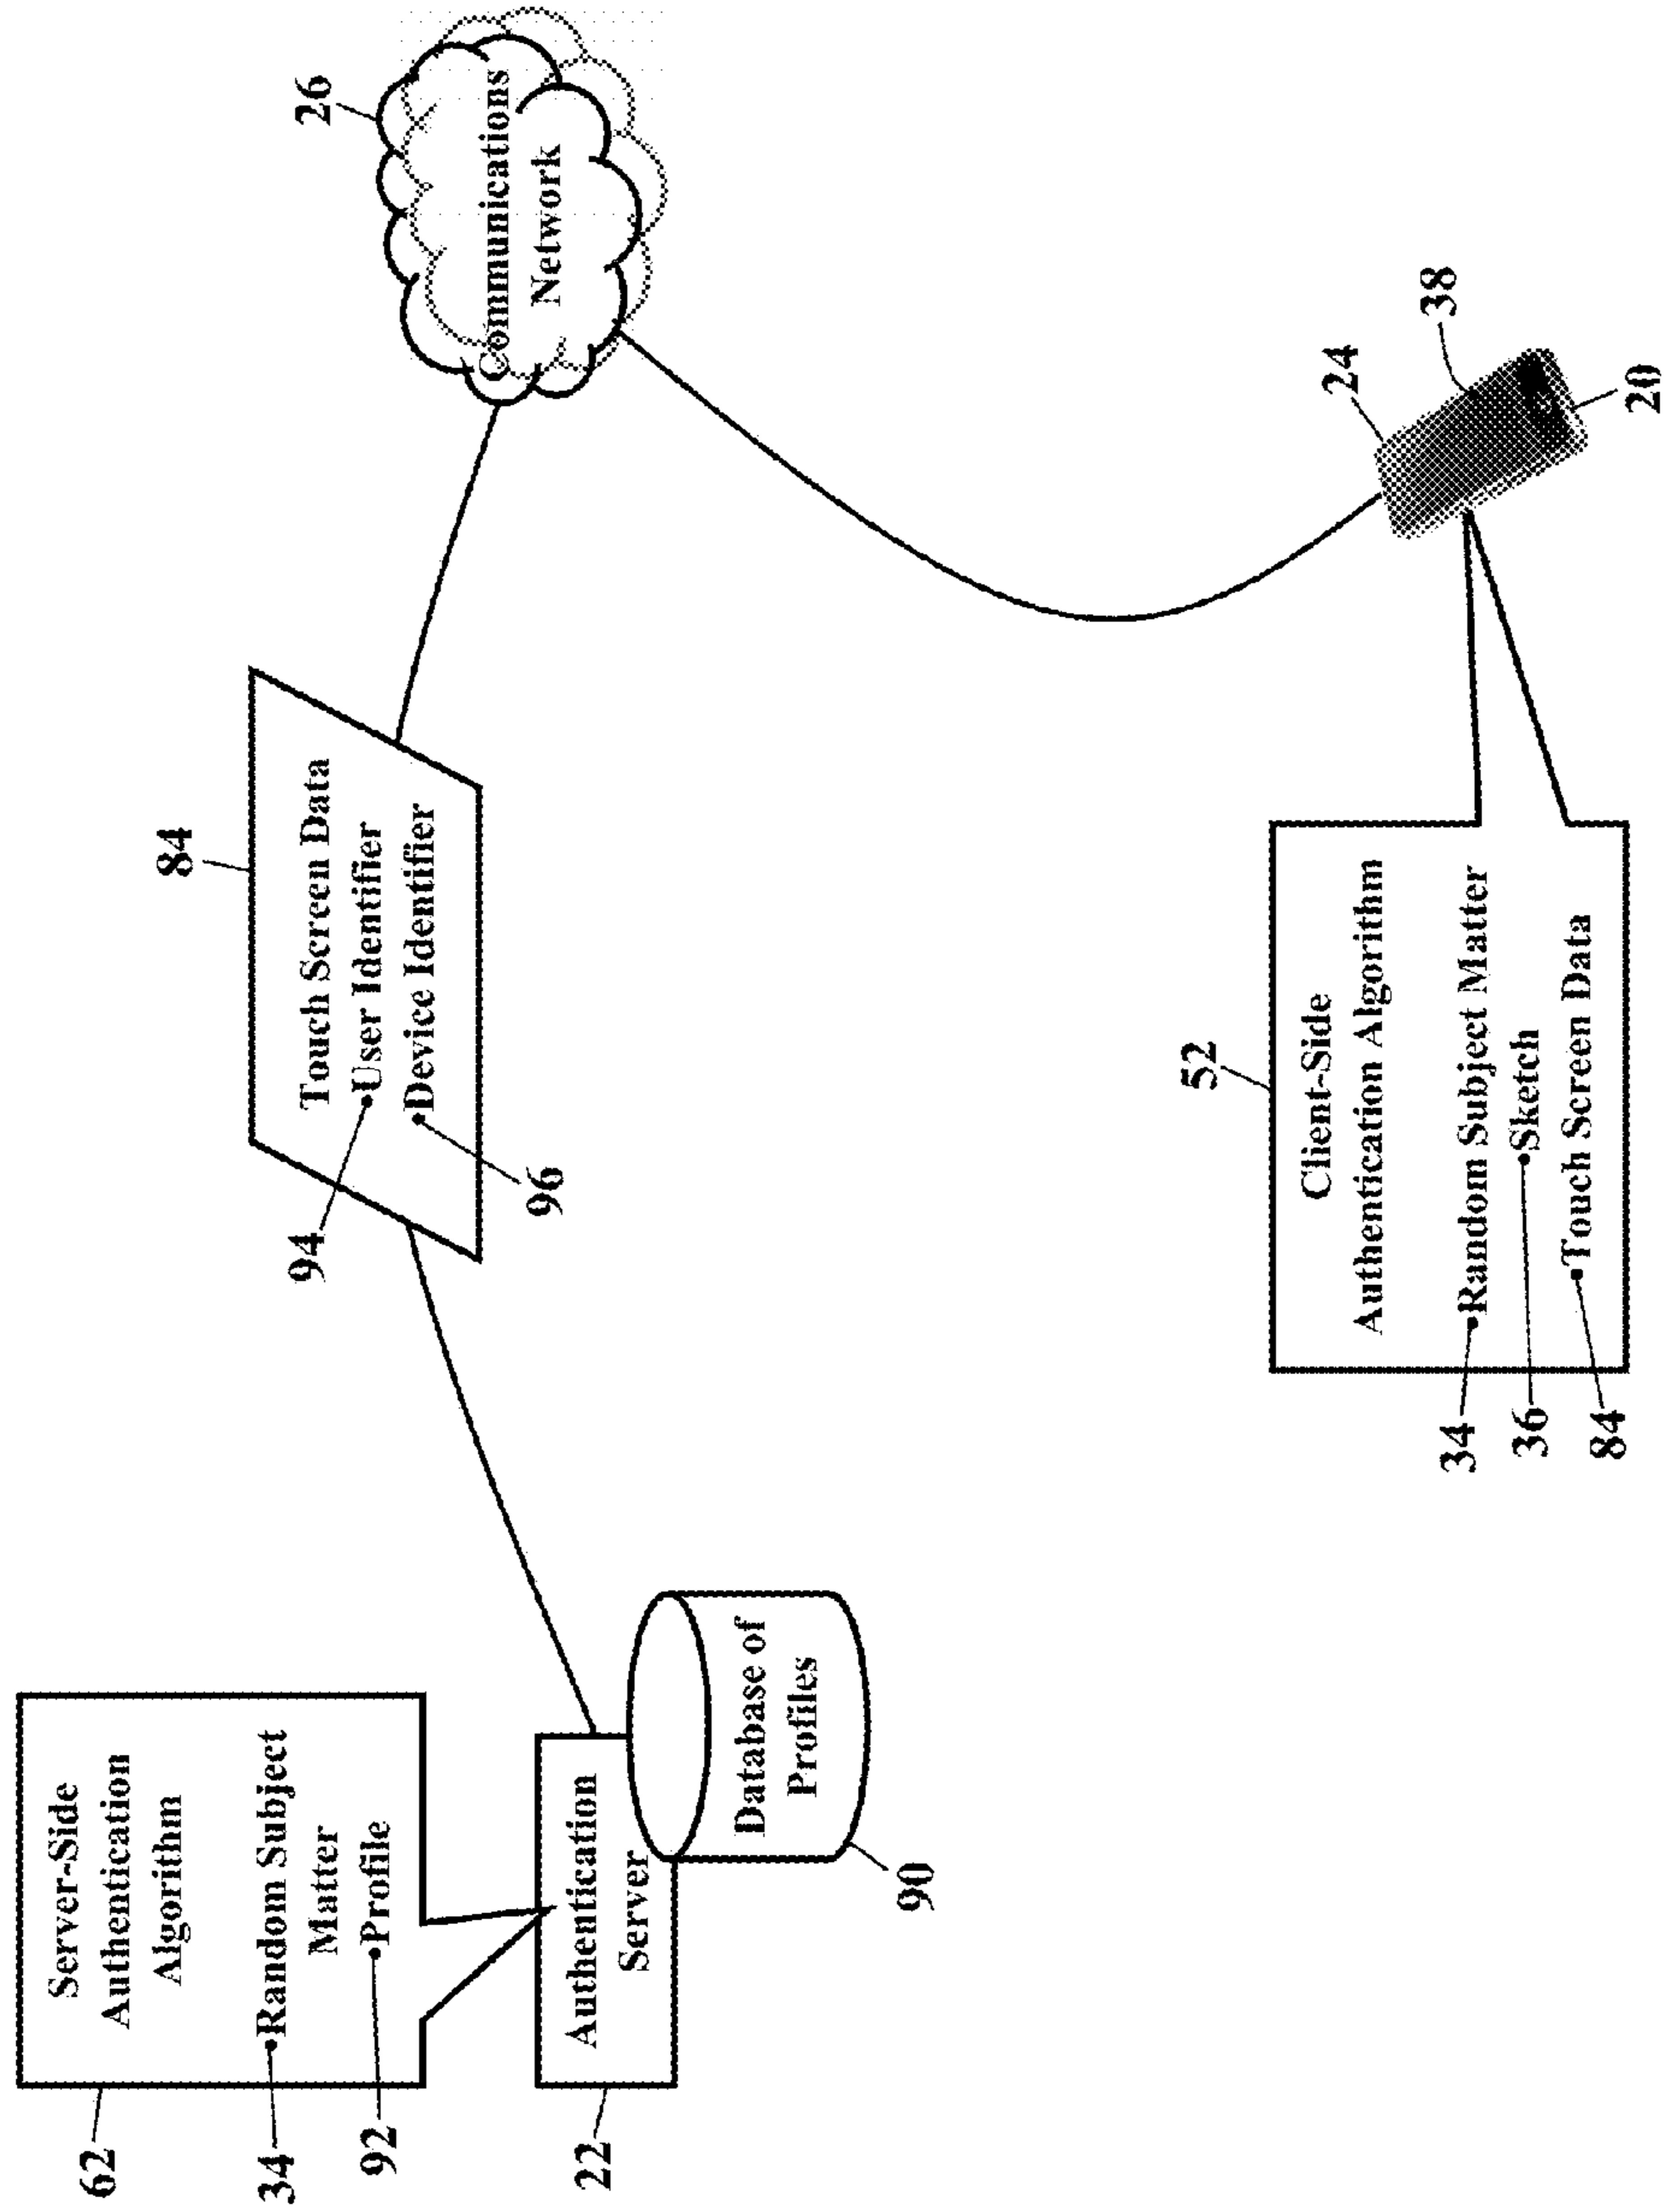 62
Server-Side
Authentication
Algorithm
34
•Random Subject
Matter
92
•Profile
22
Authentication
Server
Database of
Profiles
90
84
Touch Screen Data
94
•User Identifier
•Device Identifier
96
26
Communications
Network
52
Client-Side
Authentication Algorithm
34
•Random Subject Matter
36
•Sketch
84
•Touch Screen Data
24
38
20